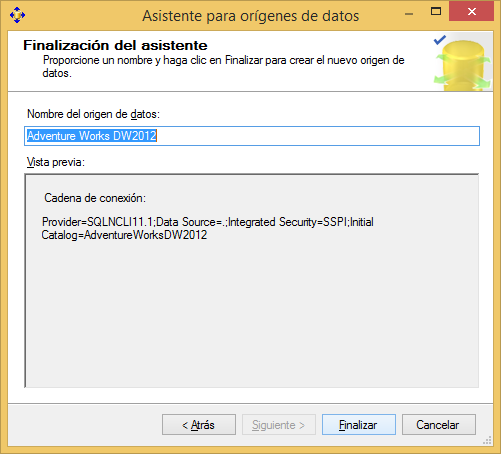 Asistente para orígenes de datos
Finalización del asistente
Proporcione un nombre y haga clic en Finalizar para crear el nuevo origen de
datos.
Nombre del origen de datos:
Adventure Works DW2012
Vista previa:
Cadena de conexión:
Provider=SQLNCLI11.1;Data Source=.;Integrated Security=SSPI;Initial
Catalog=AdventureWorksDW2012
< Atrás
Siguiente >
Finalizar
Cancelar